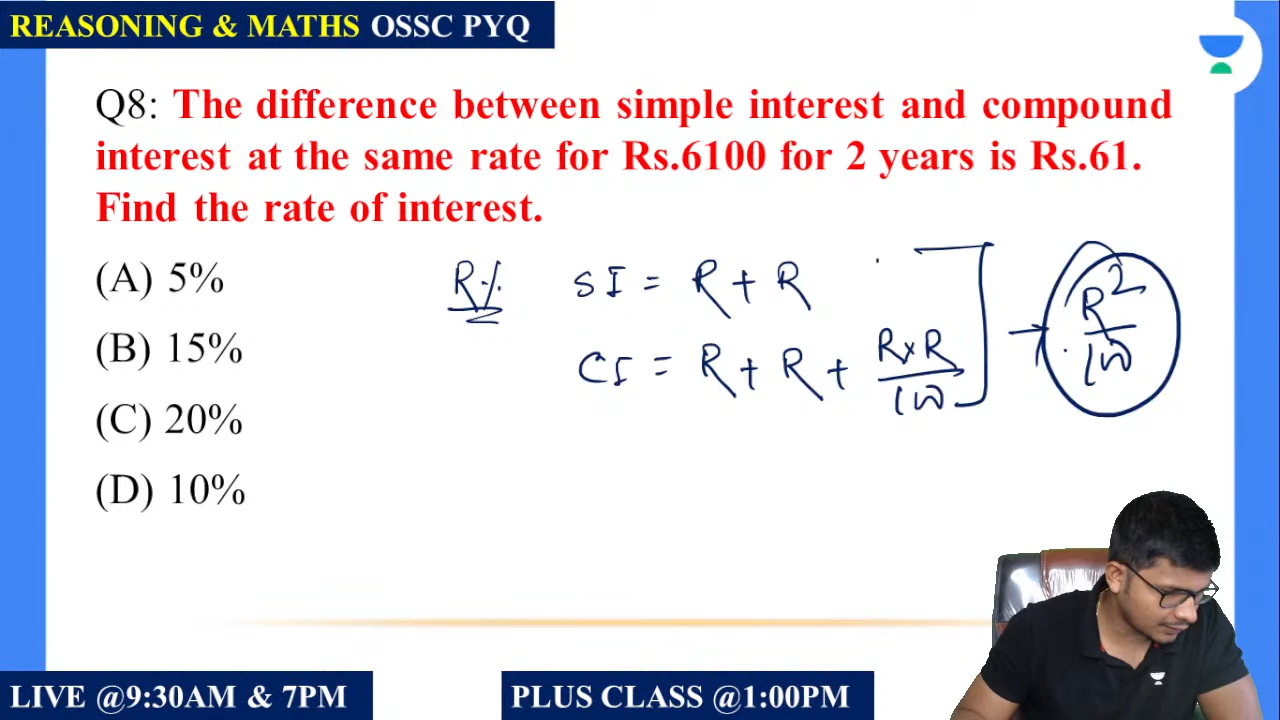 REASONING & MATHS OSSC PYQ
Q8: The difference between simple interest and compound
interest at the same rate for Rs.6100 for 2 years is Rs.61.
Find the rate of interest.
(A) 5%
(B) 15%
(C) 20%
(D) 10%
R%
SI = R + R
CI = R + R + R×R/100
R²/100
LIVE @9:30AM & 7PM
PLUS CLASS @1:00PM